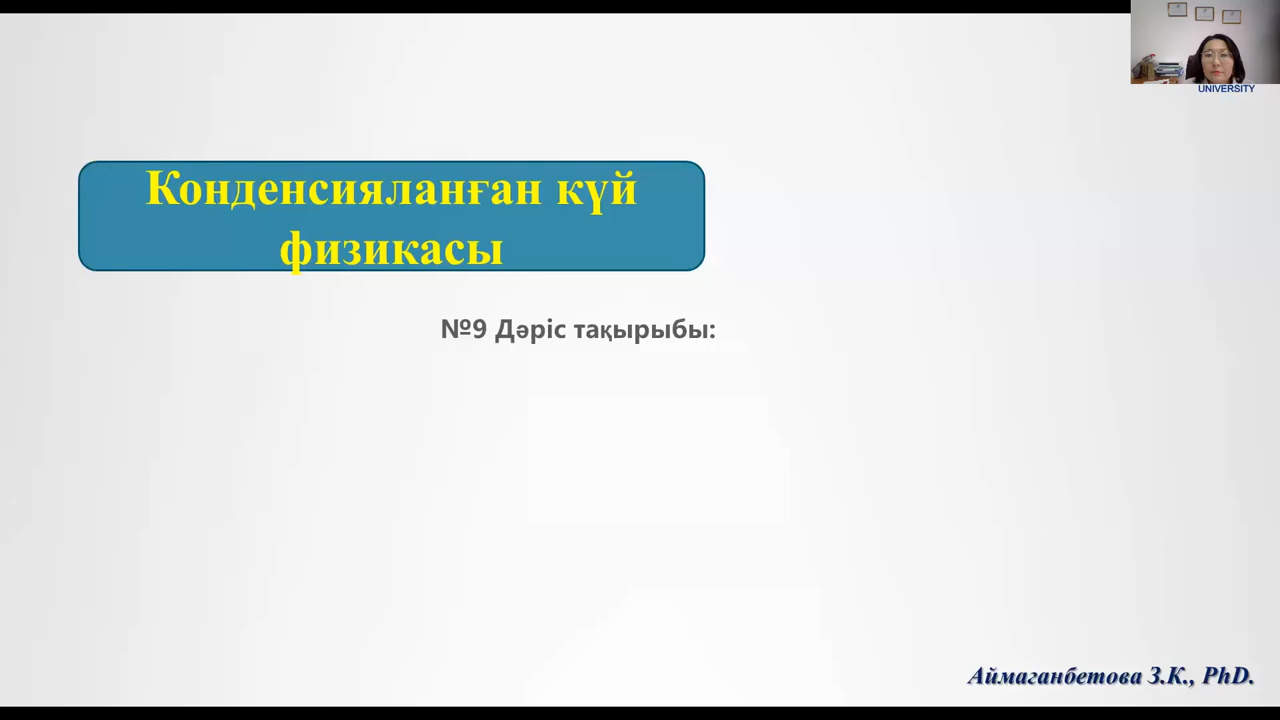 UNIVERSITY
Конденсияланған күй
физикасы
№9 Дәріс тақырыбы:
Аймаганбетова З.К., PhD.